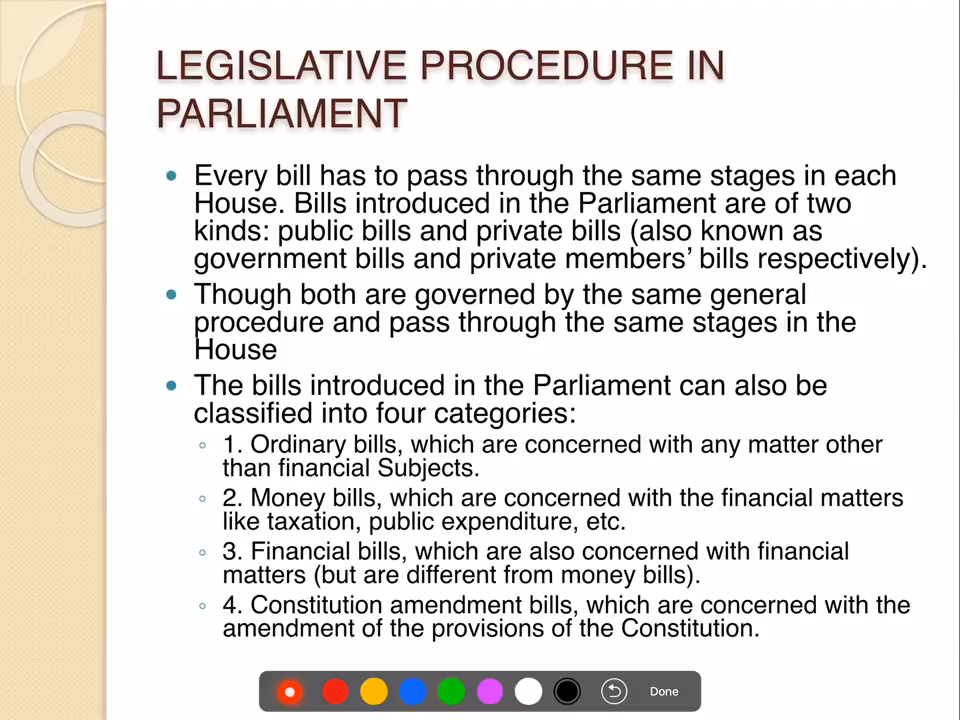 LEGISLATIVE PROCEDURE IN
PARLIAMENT
• Every bill has to pass through the same stages in each
House. Bills introduced in the Parliament are of two
kinds: public bills and private bills (also known as
government bills and private members’ bills respectively).
• Though both are governed by the same general
procedure and pass through the same stages in the
House
• The bills introduced in the Parliament can also be
classified into four categories:
◦ 1. Ordinary bills, which are concerned with any matter other
than financial Subjects.
◦ 2. Money bills, which are concerned with the financial matters
like taxation, public expenditure, etc.
◦ 3. Financial bills, which are also concerned with financial
matters (but are different from money bills).
◦ 4. Constitution amendment bills, which are concerned with the
amendment of the provisions of the Constitution.
Done